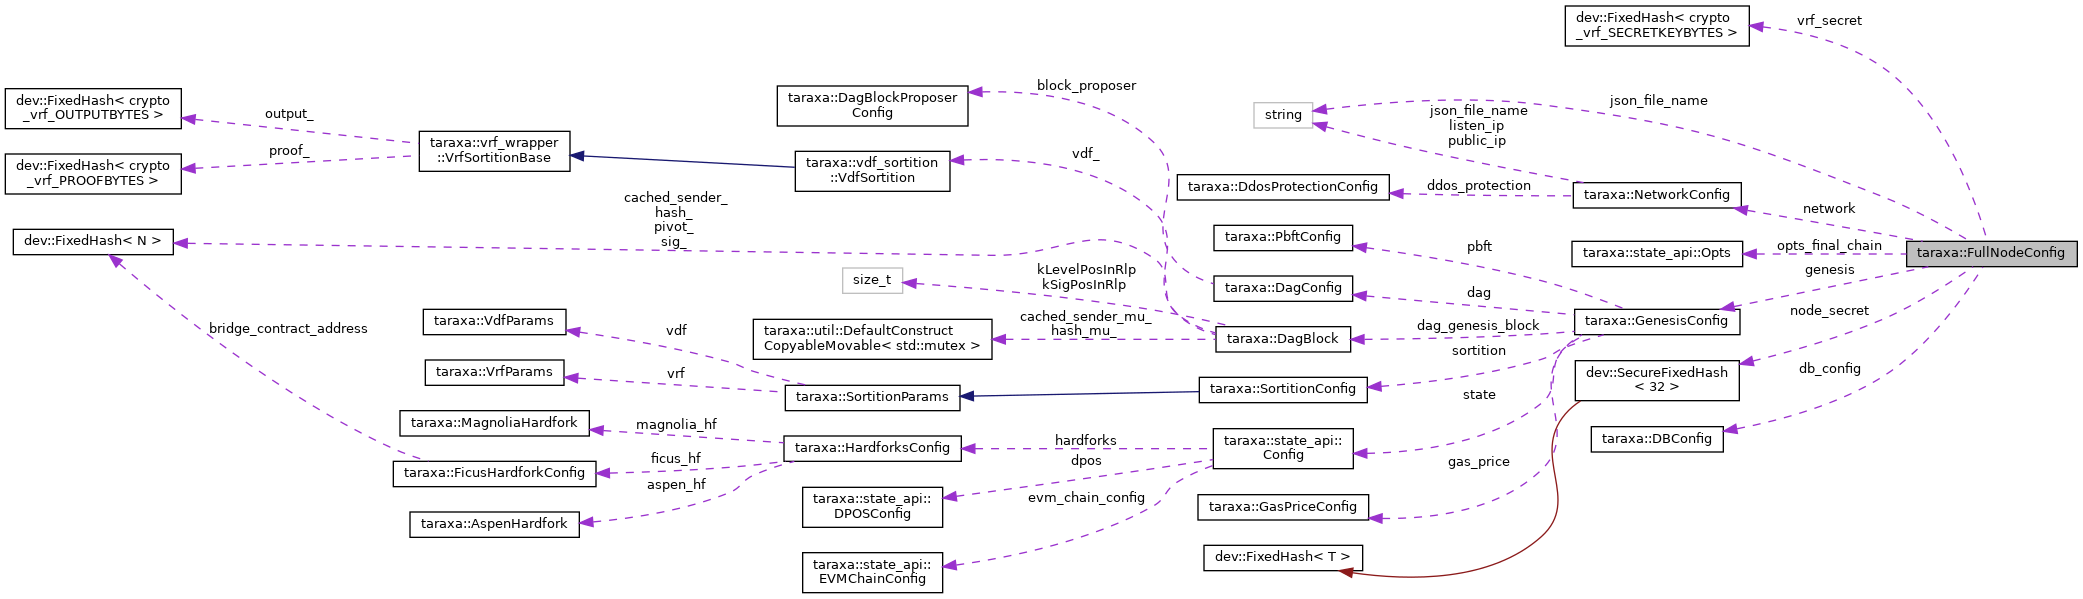 dev::FixedHash< crypto
_vrf_SECRETKEYBYTES >
vrf_secret
dev::FixedHash< crypto
_vrf_OUTPUTBYTES >
output_
dev::FixedHash< crypto
_vrf_PROOFBYTES >
proof_
taraxa::vrf_wrapper
::VrfSortitionBase
taraxa::DagBlockProposer
Config
block_proposer
taraxa::vdf_sortition
::VdfSortition
vdf_
string
json_file_name
json_file_name
listen_ip
public_ip
taraxa::DdosProtectionConfig
ddos_protection
taraxa::NetworkConfig
network
cached_sender_
hash_
pivot_
sig_
dev::FixedHash< N >
taraxa::PbftConfig
pbft
taraxa::state_api::Opts
opts_final_chain
taraxa::FullNodeConfig
genesis
size_t
kLevelPosInRlp
kSigPosInRlp
taraxa::DagConfig
dag
taraxa::VdfParams
vdf
bridge_contract_address
taraxa::util::DefaultConstruct
CopyableMovable< std::mutex >
cached_sender_mu_
hash_mu_
taraxa::DagBlock
dag_genesis_block
taraxa::GenesisConfig
node_secret
sortition
taraxa::VrfParams
vrf
taraxa::SortitionParams
taraxa::SortitionConfig
state
dev::SecureFixedHash
< 32 >
db_config
taraxa::MagnoliaHardfork
magnolia_hf
taraxa::HardforksConfig
hardforks
taraxa::state_api::
Config
taraxa::DBConfig
taraxa::FicusHardforkConfig
ficus_hf
aspen_hf
dpos
gas_price
taraxa::AspenHardfork
taraxa::state_api::
DPOSConfig
evm_chain_config
taraxa::GasPriceConfig
dev::FixedHash< T >
taraxa::state_api::
EVMChainConfig